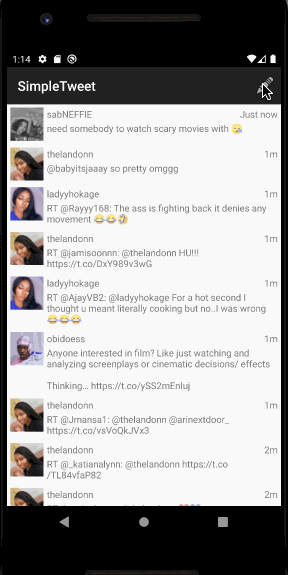 1:14
SimpleTweet
sabNEFFIE Just now
need somebody to watch scary movies with 😪
thelandonn 1m
@babyitsjaaay so pretty omggg
ladyyhokage 1m
RT @Rayyy168: The ass is fighting back it denies any
movement 😂😂🤣
thelandonn 1m
RT @jamisoonnn: @thelandonn HU!!!
https://t.co/DxY989v3wG
ladyyhokage 1m
RT @AjayVB2: @ladyyhokage For a hot second I
thought u meant literally cooking but no..I was wrong
😂😂😂
obidoess 1m
Anyone interested in film? Like just watching and
analyzing screenplays or cinematic decisions/ effects
Thinking… https://t.co/ySS2mEnIuj
thelandonn 1m
RT @Jmansa1: @thelandonn @arinextdoor_
https://t.co/vsVoQkJVx3
thelandonn 2m
RT @_katianalynn: @thelandonn https://t.co
/TL84vfaP82
thelandonn 2m